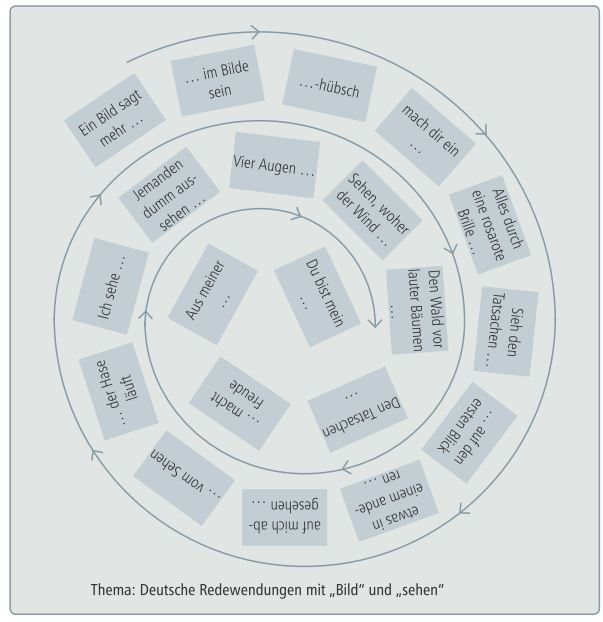 Ein Bild sagt
mehr …
… im Bilde
sein
…-hübsch
mach dir ein
…
Alles durch
eine rosarote
Brille …
Sieh den
Tatsachen …
… auf den
ersten Blick
etwas in
einem ande-
ren …
auf mich ab-
gesehen …
… vom Sehen
… der Hase
läuft
Ich sehe …
Jemanden
dumm aus-
sehen …
Vier Augen …
Sehen, woher
der Wind …
Den Wald vor
lauter Bäumen
…
Den Tatsachen
…
… macht
Freude
Aus meiner
…
Du bist mein
…
Thema: Deutsche Redewendungen mit „Bild“ und „sehen“